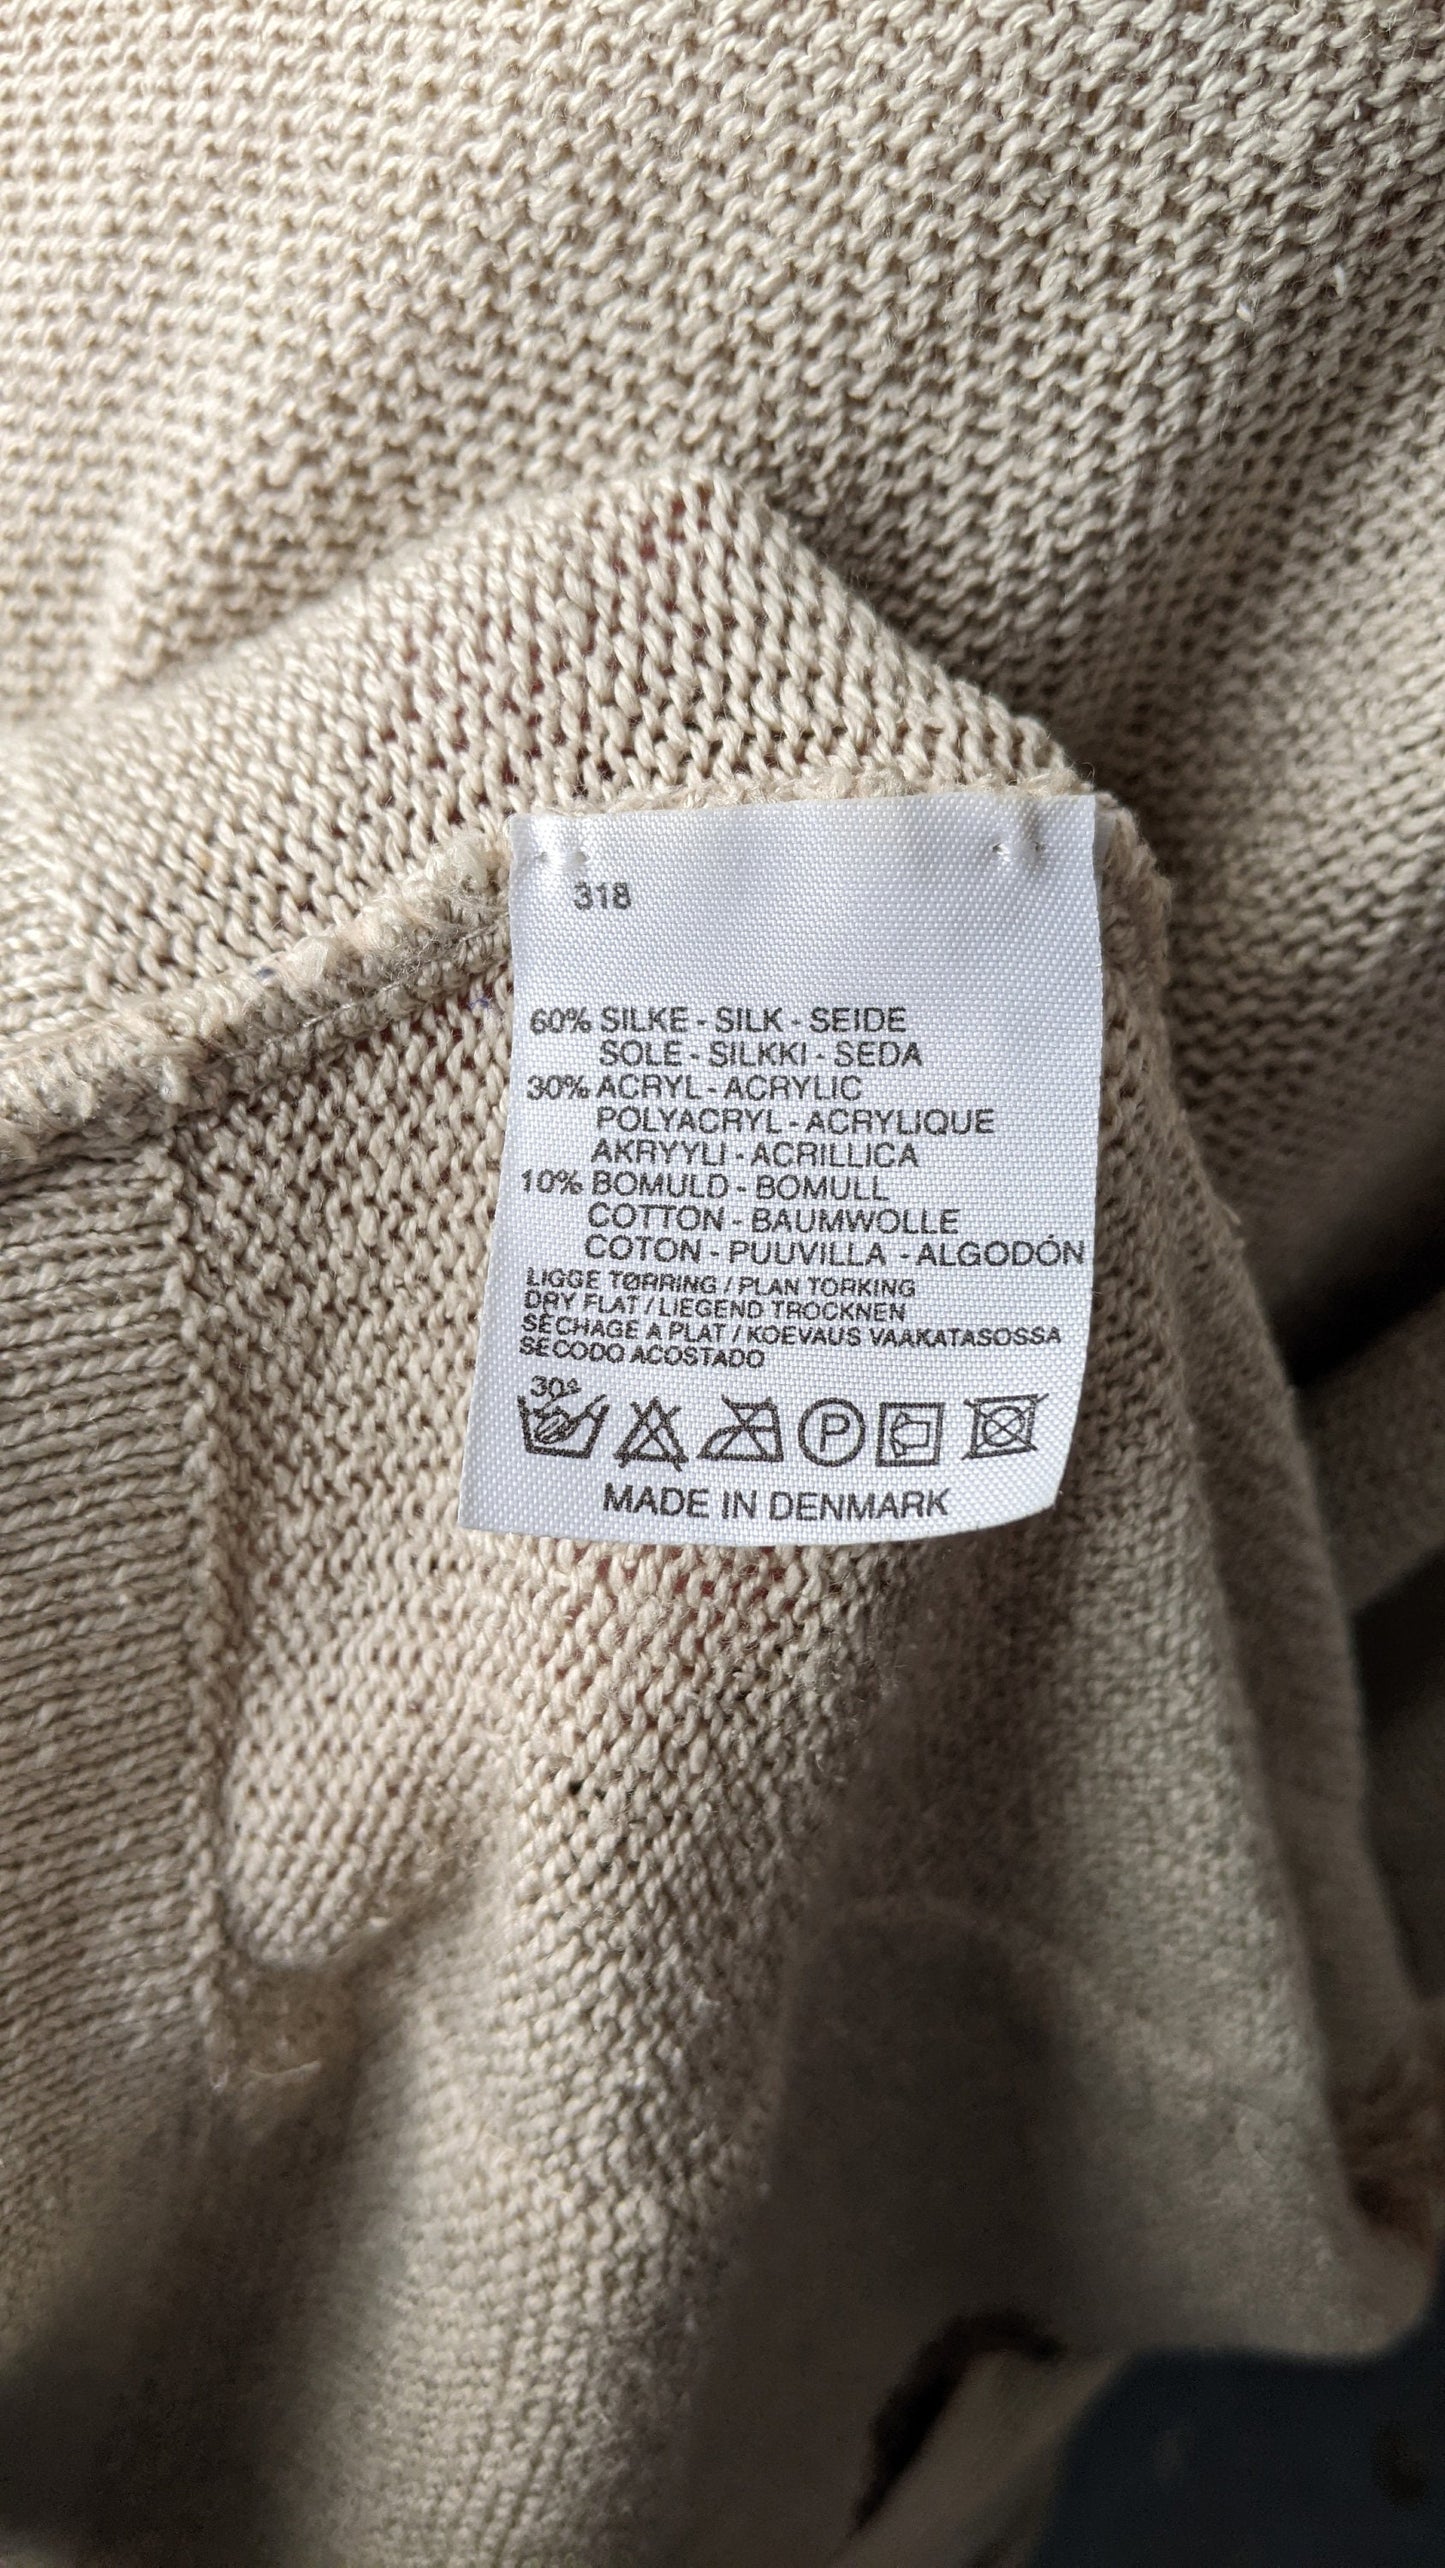 318
60% SILKE - SILK - SEIDE
SOLE - SILKKI - SEDA
30% ACRYL - ACRYLIC
POLYACRYL - ACRYLIQUE
AKRYYLI - ACRILLICA
10% BOMULD - BOMULL
COTTON - BAUMWOLLE
COTON - PUUVILLA - ALGODÓN
LIGGE TØRRING / PLAN TORKING
DRY FLAT / LIEGEND TROCKNEN
SÈCHAGE A PLAT / KOEVAUS VAAKATASOSSA
SECODO ACOSTADO
30°
P
MADE IN DENMARK